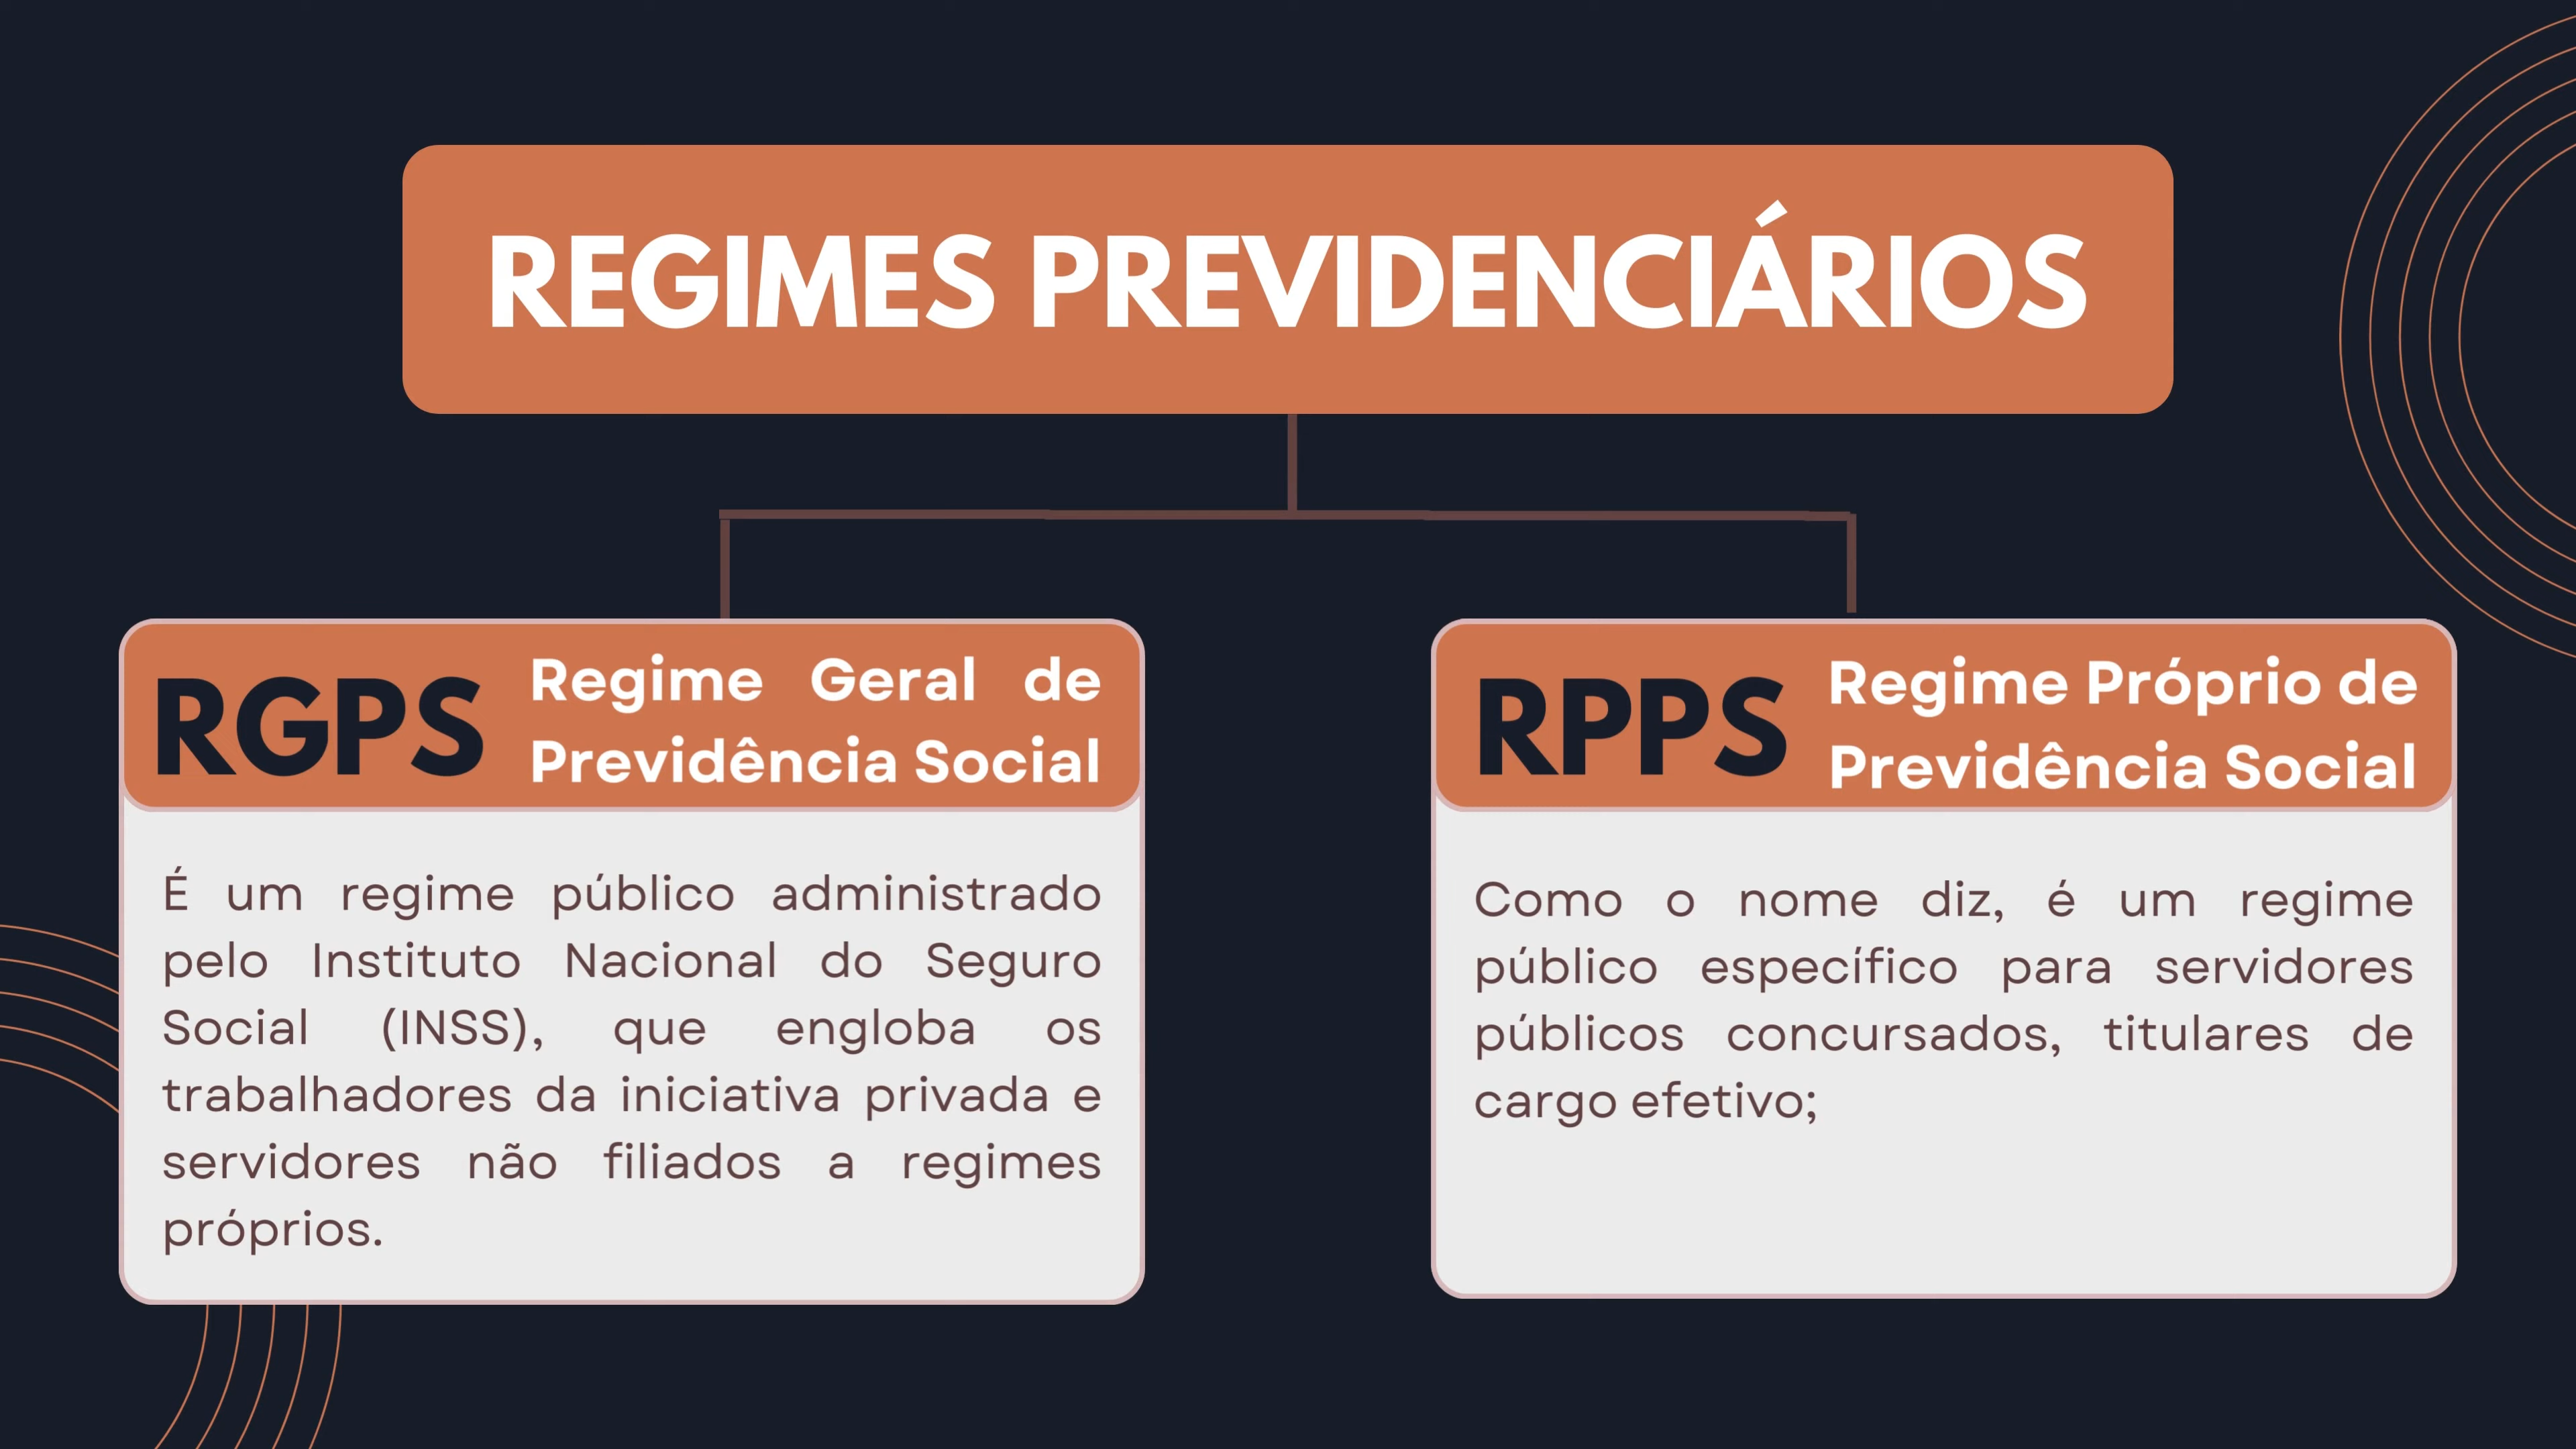 REGIMES PREVIDENCIÁRIOS
RGPS
Regime Geral de
Previdência Social
É um regime público administrado
pelo Instituto Nacional do Seguro
Social (INSS), que engloba os
trabalhadores da iniciativa privada e
servidores não filiados a regimes
próprios.
RPPS
Regime Próprio de
Previdência Social
Como o nome diz, é um regime
público específico para servidores
públicos concursados, titulares de
cargo efetivo;